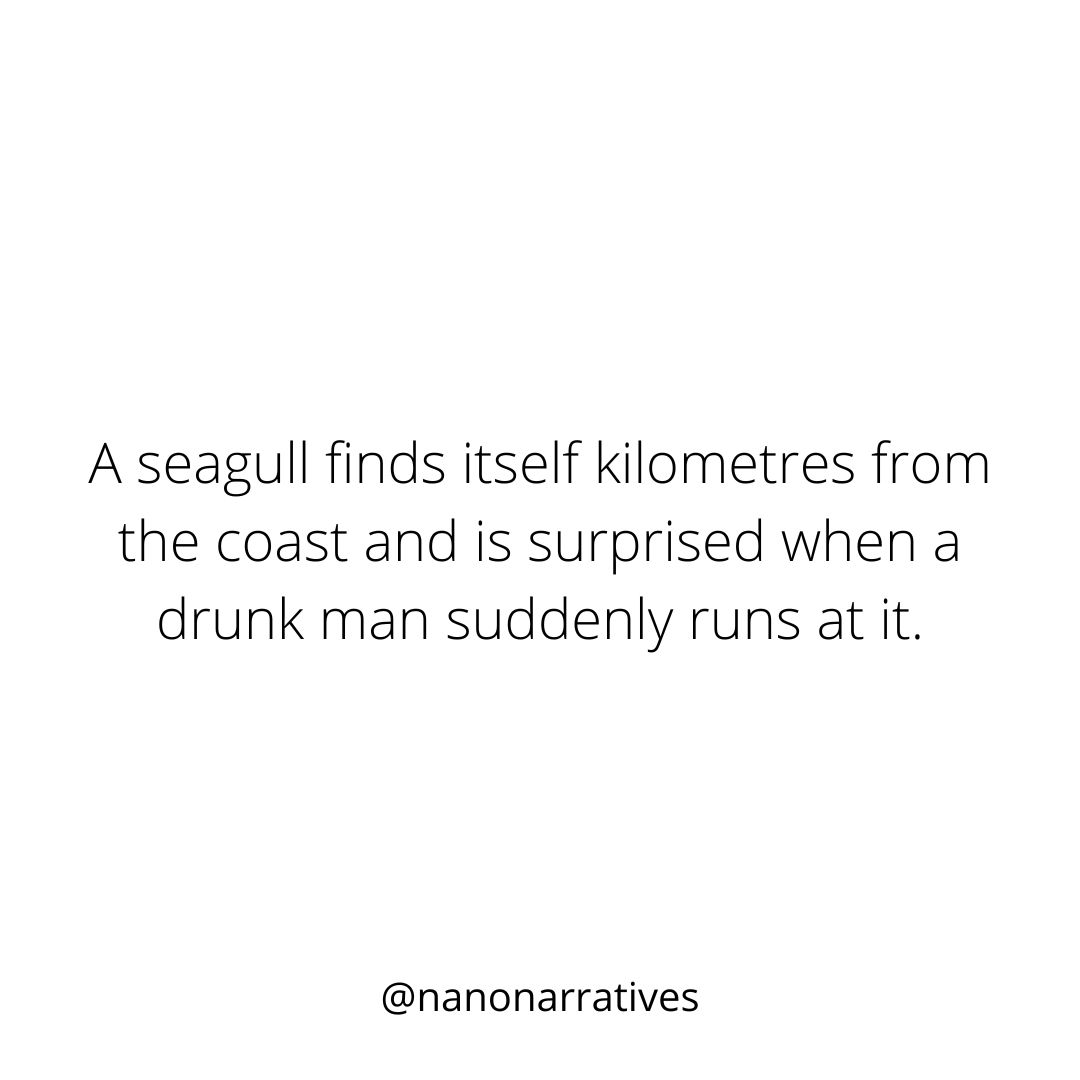 A seagull finds itself kilometres from
the coast and is surprised when a
drunk man suddenly runs at it.
@nanonarratives